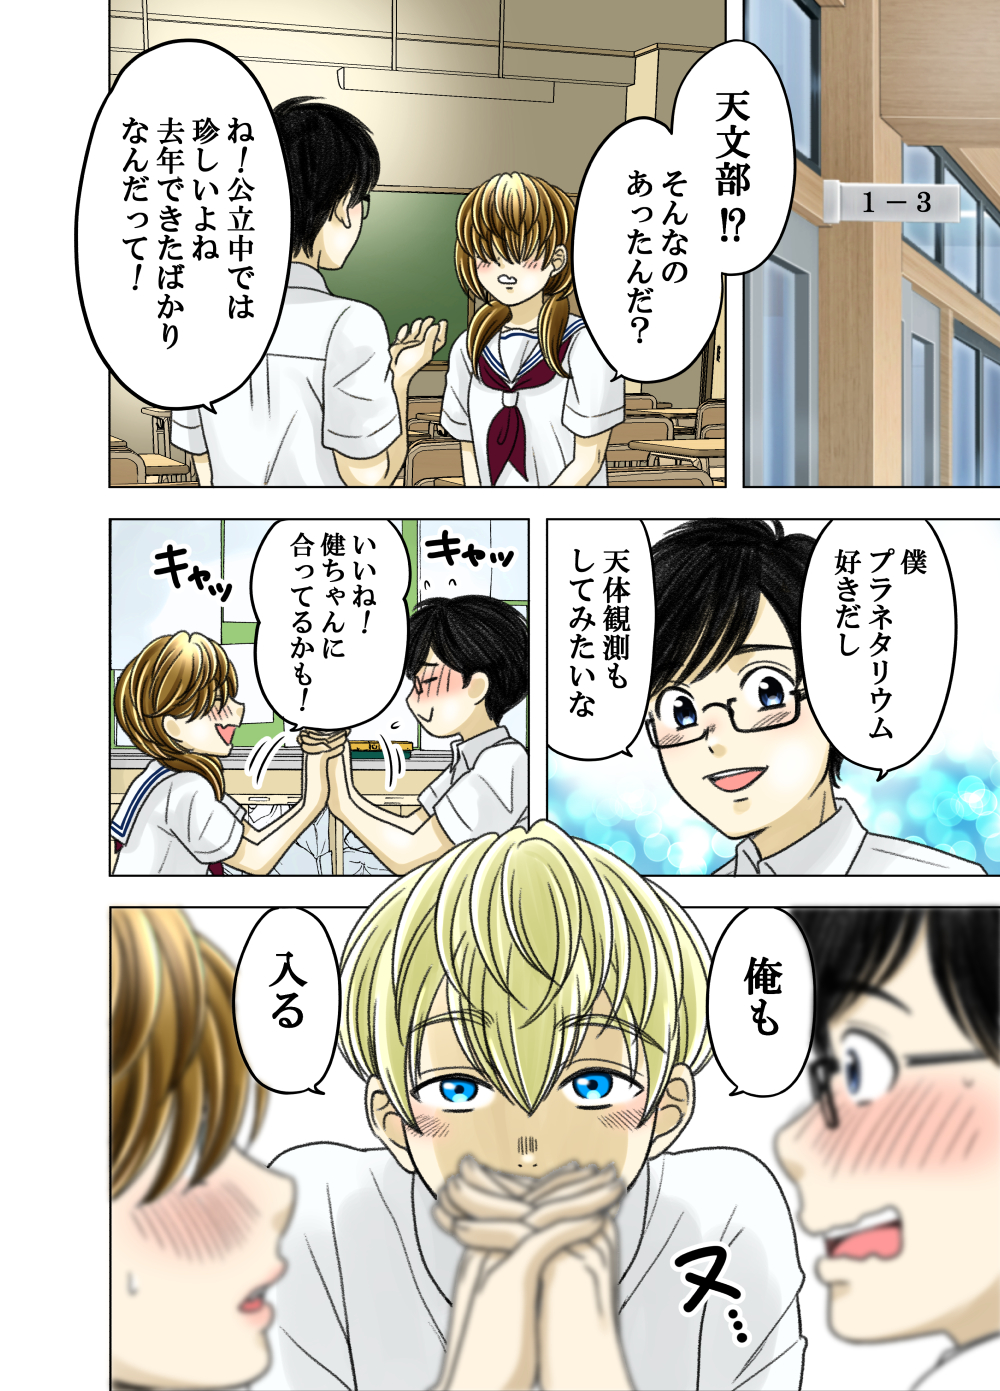 1-3
天文部!?
そんなの
あったんだ？
ね！公立中では
珍しいよね
去年できたばかり
なんだって！
僕
プラネタリウム
好きだし
天体観測も
してみたいな
キャッ
いいね！
健ちゃんに
合ってるかも！
キャッ
俺も
入る
ヌ…